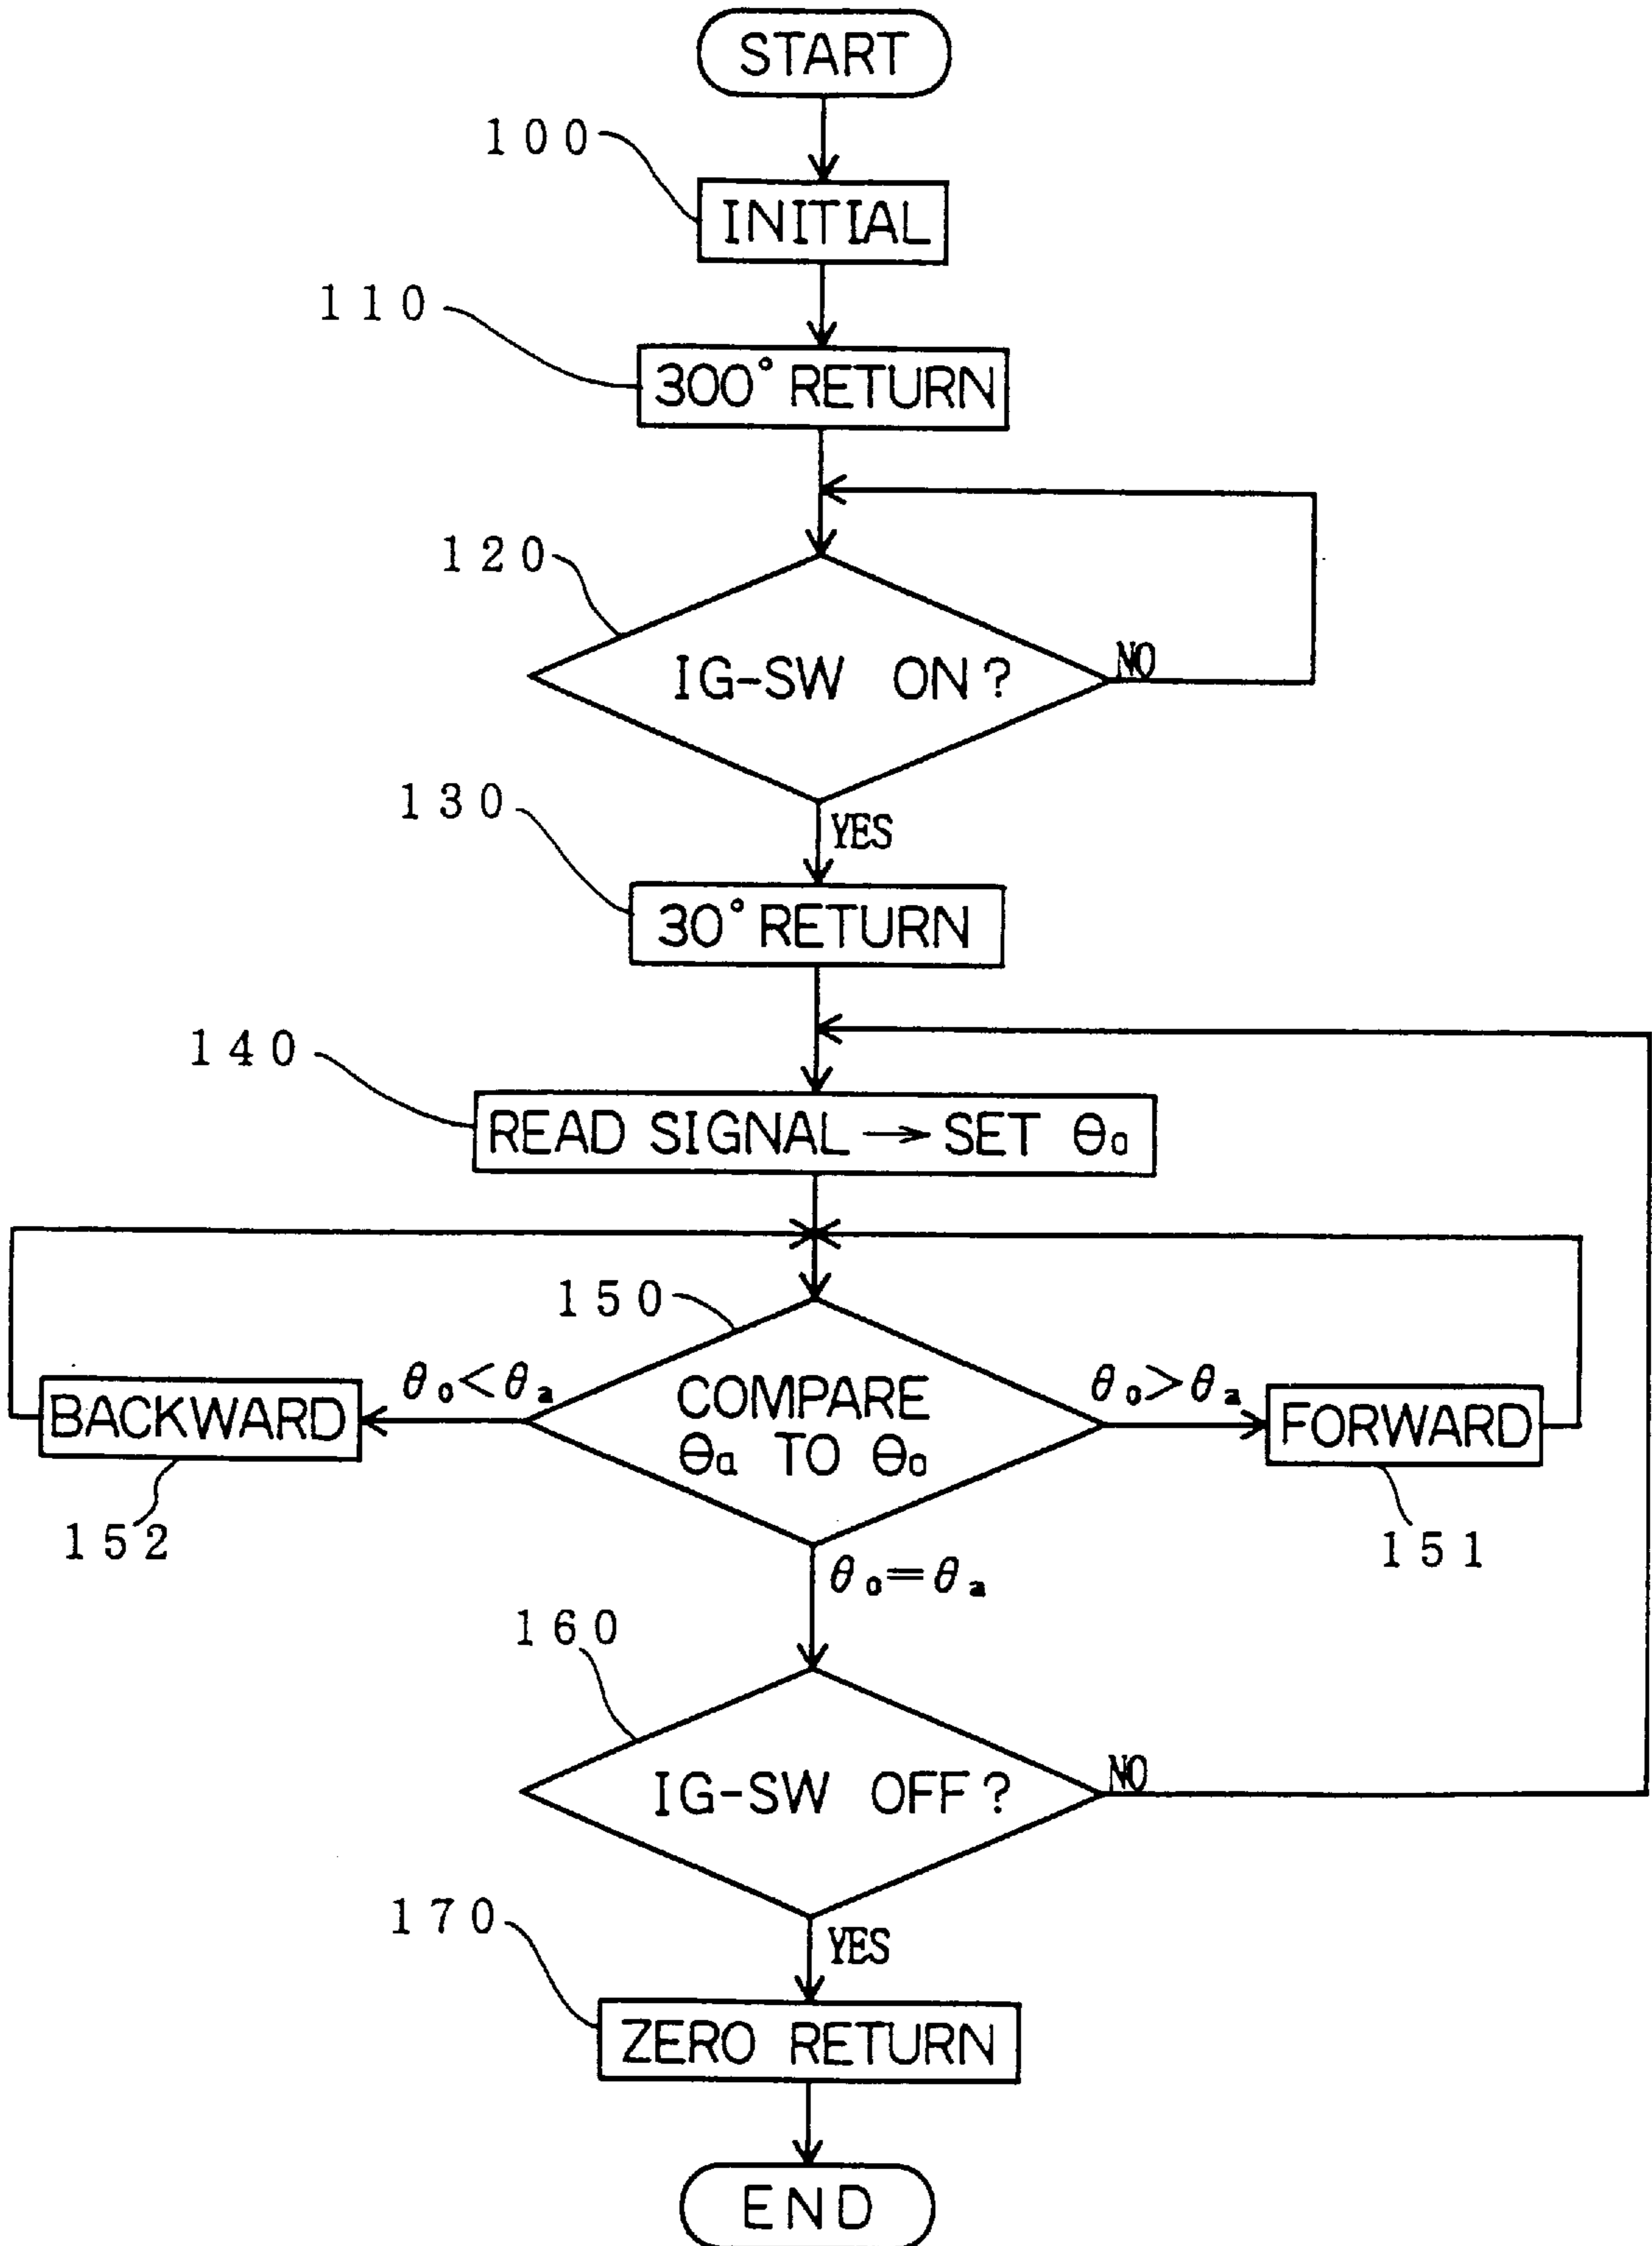 START
100
INITIAL
110
300° RETURN
120
IG-SW ON?
NO
130
YES
30° RETURN
140
READ SIGNAL → SET θo
150
θo<θa
COMPARE
θa TO θo
θo>θa
BACKWARD
FORWARD
152
151
θo=θa
160
IG-SW OFF?
NO
170
YES
ZERO RETURN
END